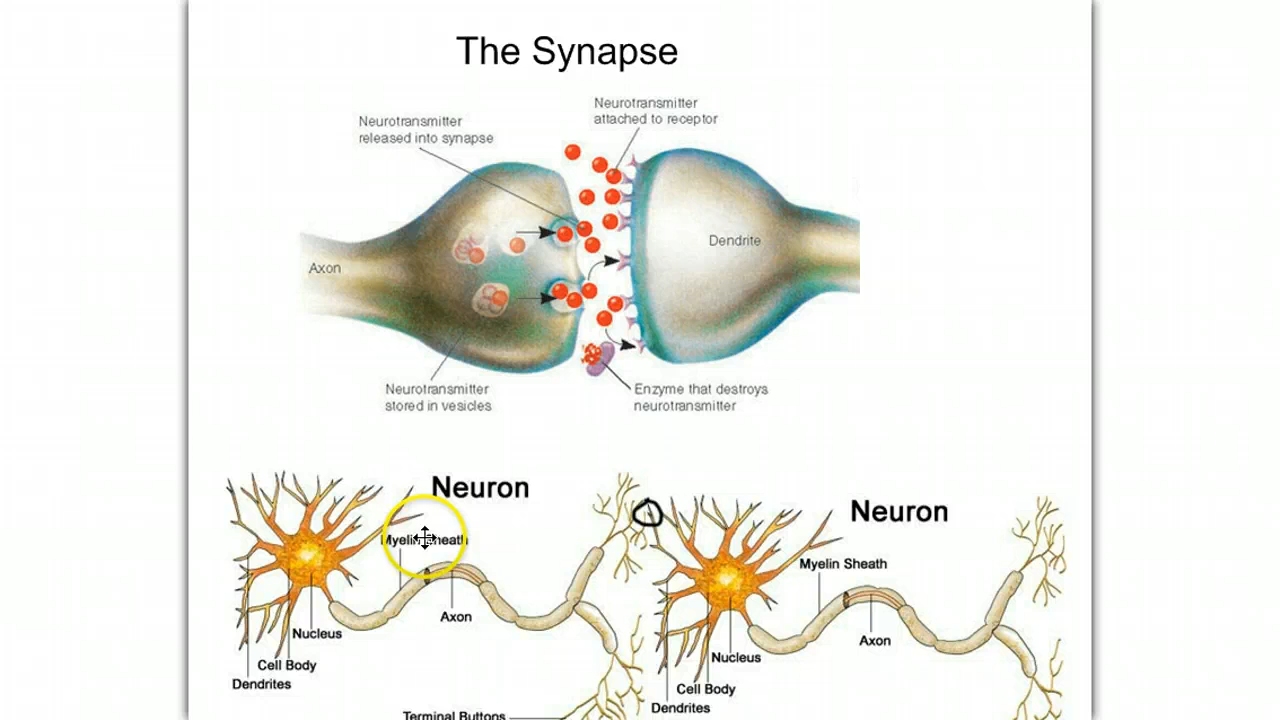 The Synapse
Neurotransmitter
released into synapse
Neurotransmitter
attached to receptor
Axon
Dendrite
Neurotransmitter
stored in vesicles
Enzyme that destroys
neurotransmitter
Neuron
Myelin Sheath
Axon
Nucleus
Cell Body
Dendrites
Terminal Buttons
Neuron
Myelin Sheath
Axon
Nucleus
Cell Body
Dendrites